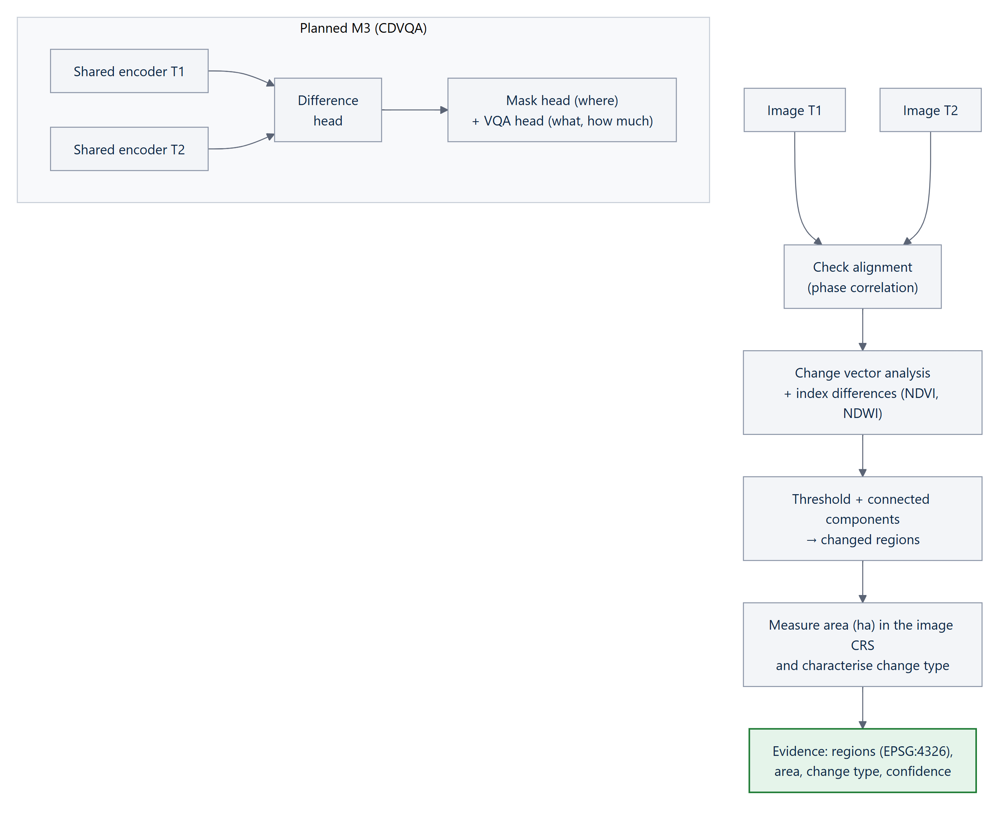 Planned M3 (CDVQA)
Shared encoder T1
Shared encoder T2
Difference
head
Mask head (where)
+ VQA head (what, how much)
Image T1
Image T2
Check alignment
(phase correlation)
Change vector analysis
+ index differences (NDVI,
NDWI)
Threshold + connected
components
→ changed regions
Measure area (ha) in the image
CRS
and characterise change type
Evidence: regions (EPSG:4326),
area, change type, confidence